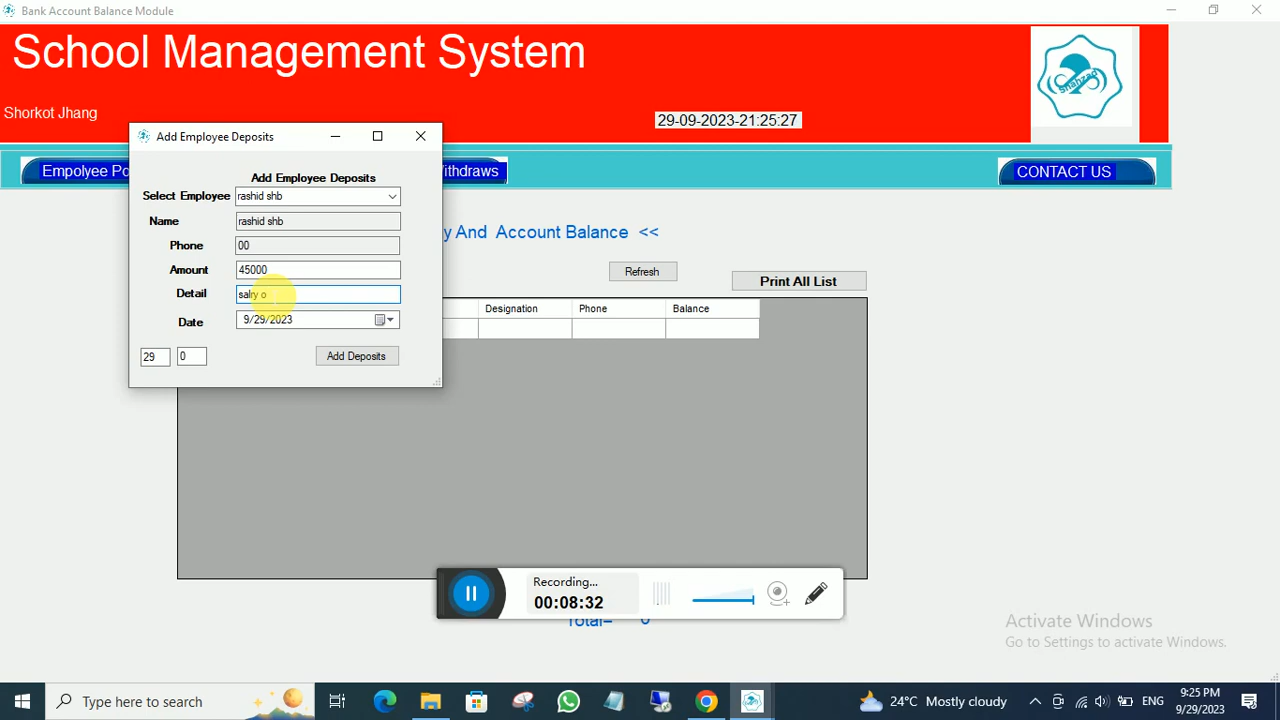 Bank Account Balance Module
School Management System
Shorkot Jhang
29-09-2023-21:25:27
shahzad
Add Employee Deposits
Empolyee Po
ithdraws
CONTACT US
Add Employee Deposits
Select Employee rashid shb
Name rashid shb
Phone 00
Amount 45000
Detail salry o
Date 9/29/2023
29 0 Add Deposits
y And Account Balance <<
Refresh
Print All List
Designation Phone Balance
Recording...
00:08:32
Total= 0
Activate Windows
Go to Settings to activate Windows.
Type here to search
24°C Mostly cloudy
ENG
9:25 PM
9/29/2023